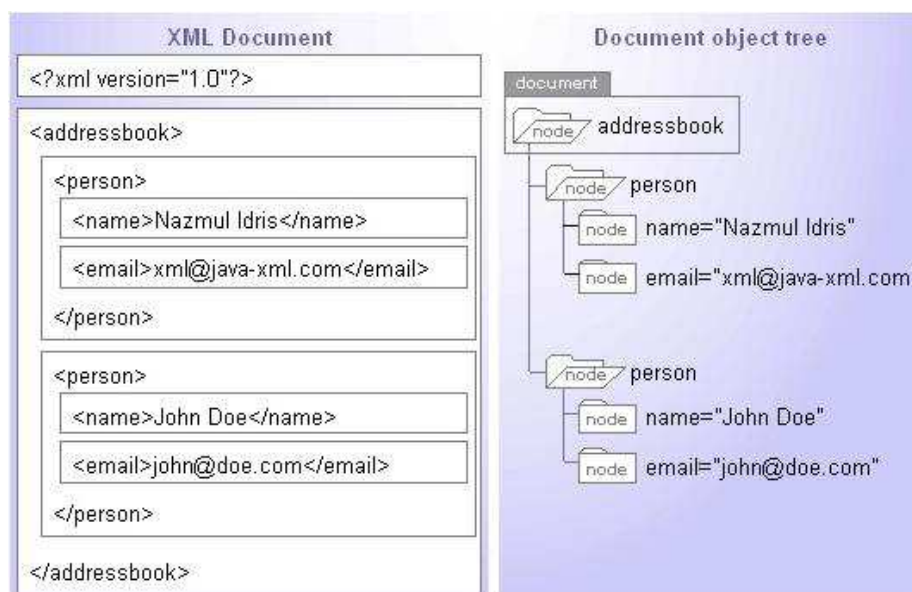 XML Document
<?xml version="1.0"?>
<addressbook>
<person>
<name>Nazmul Idris</name>
<email>xml@java-xml.com</email>
</person>
<person>
<name>John Doe</name>
<email>john@doe.com</email>
</person>
</addressbook>
Document object tree
document
node addressbook
node person
node name="Nazmul Idris"
node email="xml@java-xml.com
node person
node name="John Doe"
node email="john@doe.com"